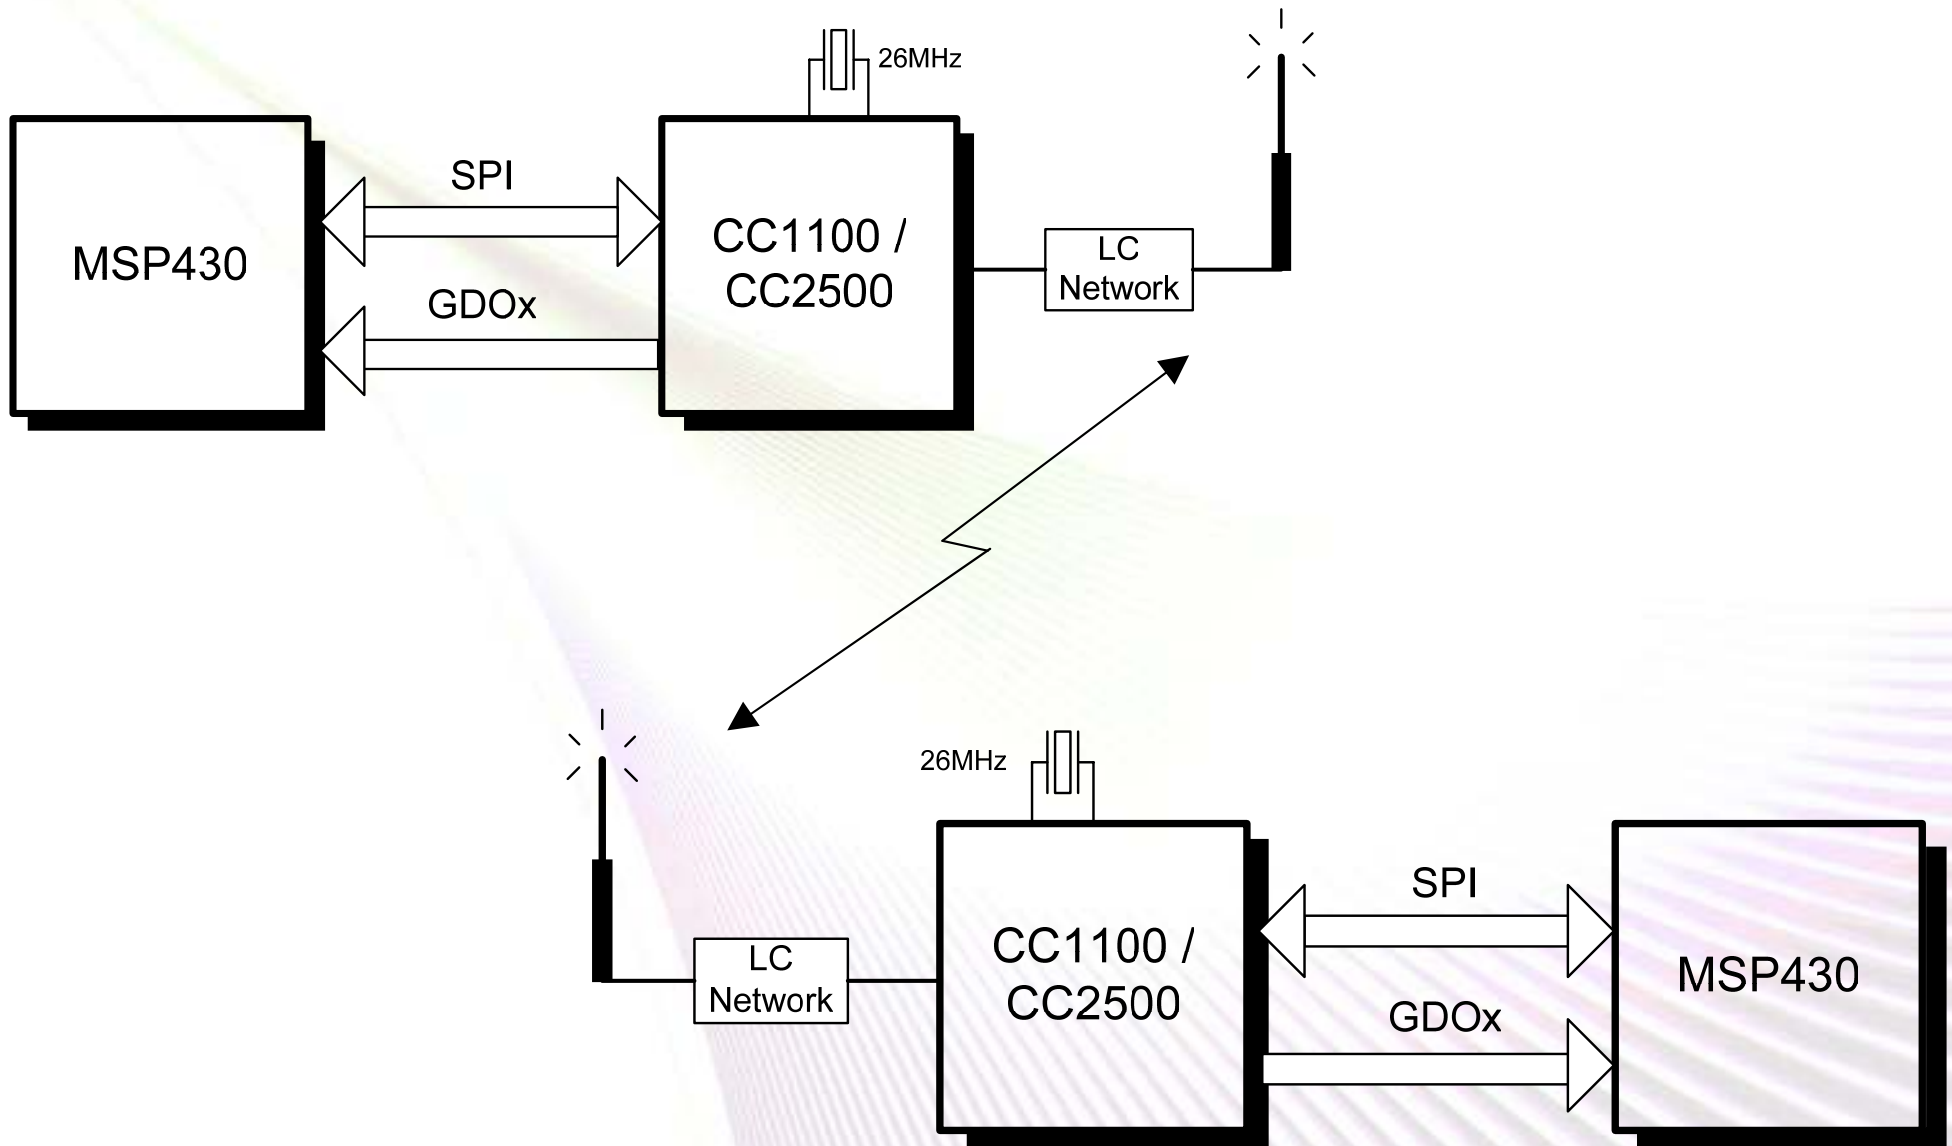 26MHz
SPI
MSP430
CC1100 /
CC2500
GDOx
LC
Network
26MHz
LC
Network
CC1100 /
CC2500
SPI
GDOx
MSP430